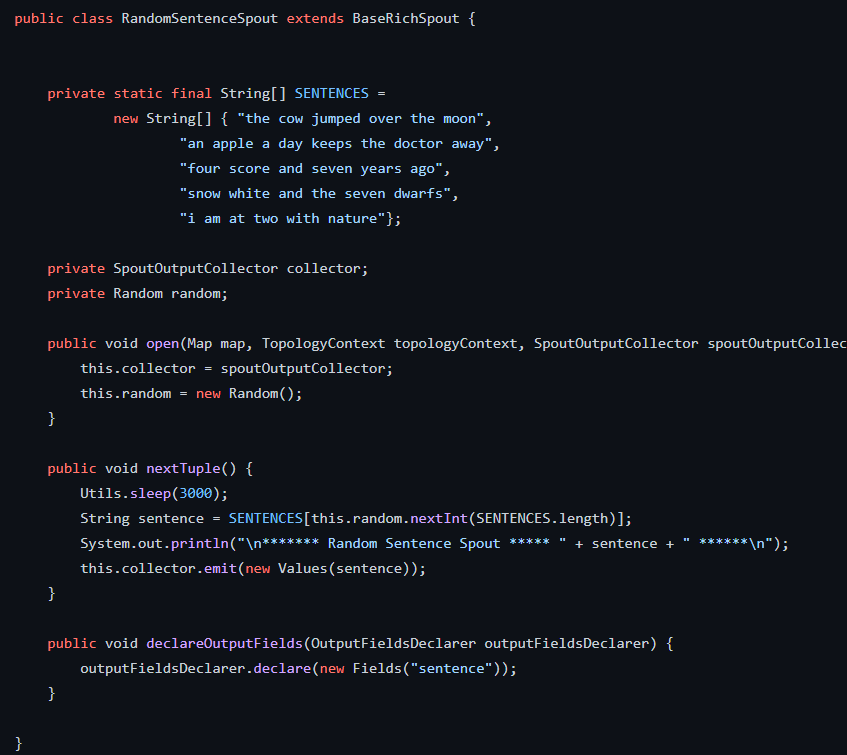 public class RandomSentenceSpout extends BaseRichSpout {
private static final String[] SENTENCES =
new String[] { "the cow jumped over the moon",
"an apple a day keeps the doctor away",
"four score and seven years ago",
"snow white and the seven dwarfs",
"i am at two with nature"};
private SpoutOutputCollector collector;
private Random random;
public void open(Map map, TopologyContext topologyContext, SpoutOutputCollector spoutOutputCollec
this.collector = spoutOutputCollector;
this.random = new Random();
}
public void nextTuple() {
Utils.sleep(3000);
String sentence = SENTENCES[this.random.nextInt(SENTENCES.length)];
System.out.println("\n******* Random Sentence Spout ***** " + sentence + " ******\n");
this.collector.emit(new Values(sentence));
}
public void declareOutputFields(OutputFieldsDeclarer outputFieldsDeclarer) {
outputFieldsDeclarer.declare(new Fields("sentence"));
}
}